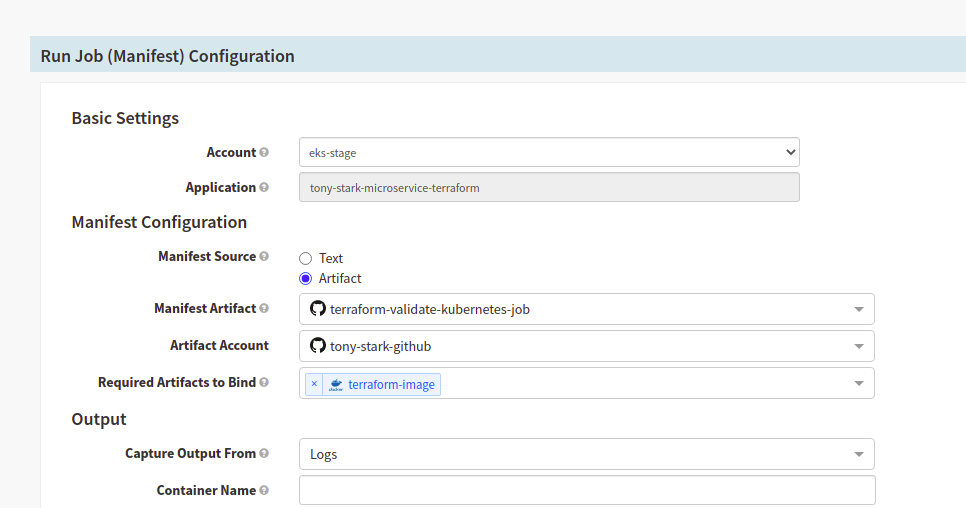 Run Job (Manifest) Configuration
Basic Settings
Account
eks-stage
Application
tony-stark-microservice-terraform
Manifest Configuration
Manifest Source
Text
Artifact
Manifest Artifact
terraform-validate-kubernetes-job
Artifact Account
tony-stark-github
Required Artifacts to Bind
× terraform-image
Output
Capture Output From
Logs
Container Name